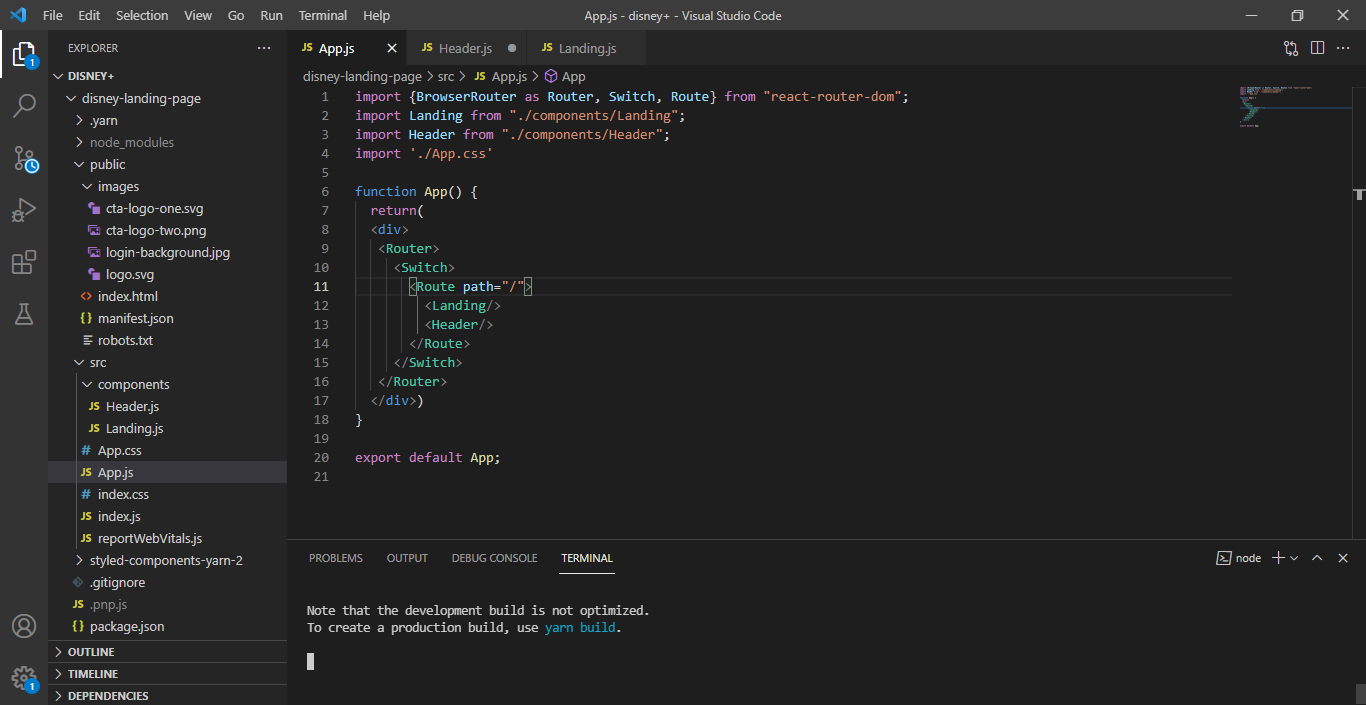 File Edit Selection View Go Run Terminal Help App.js - disney+ - Visual Studio Code
EXPLORER
DISNEY+
disney-landing-page
.yarn
node_modules
public
images
cta-logo-one.svg
cta-logo-two.png
login-background.jpg
logo.svg
index.html
manifest.json
robots.txt
src
components
JS Header.js
JS Landing.js
# App.css
JS App.js
# index.css
JS index.js
JS reportWebVitals.js
styled-components-yarn-2
.gitignore
JS .pnp.js
{} package.json
OUTLINE
TIMELINE
DEPENDENCIES
1
1
JS App.js JS Header.js JS Landing.js
disney-landing-page > src > JS App.js > App
1 import {BrowserRouter as Router, Switch, Route} from "react-router-dom";
2 import Landing from "./components/Landing";
3 import Header from "./components/Header";
4 import './App.css'
5
6 function App() {
7 return(
8 <div>
9 <Router>
10 <Switch>
11 <Route path="/">
12 <Landing/>
13 <Header/>
14 </Route>
15 </Switch>
16 </Router>
17 </div>)
18 }
19
20 export default App;
21
PROBLEMS OUTPUT DEBUG CONSOLE TERMINAL node
Note that the development build is not optimized.
To create a production build, use yarn build.